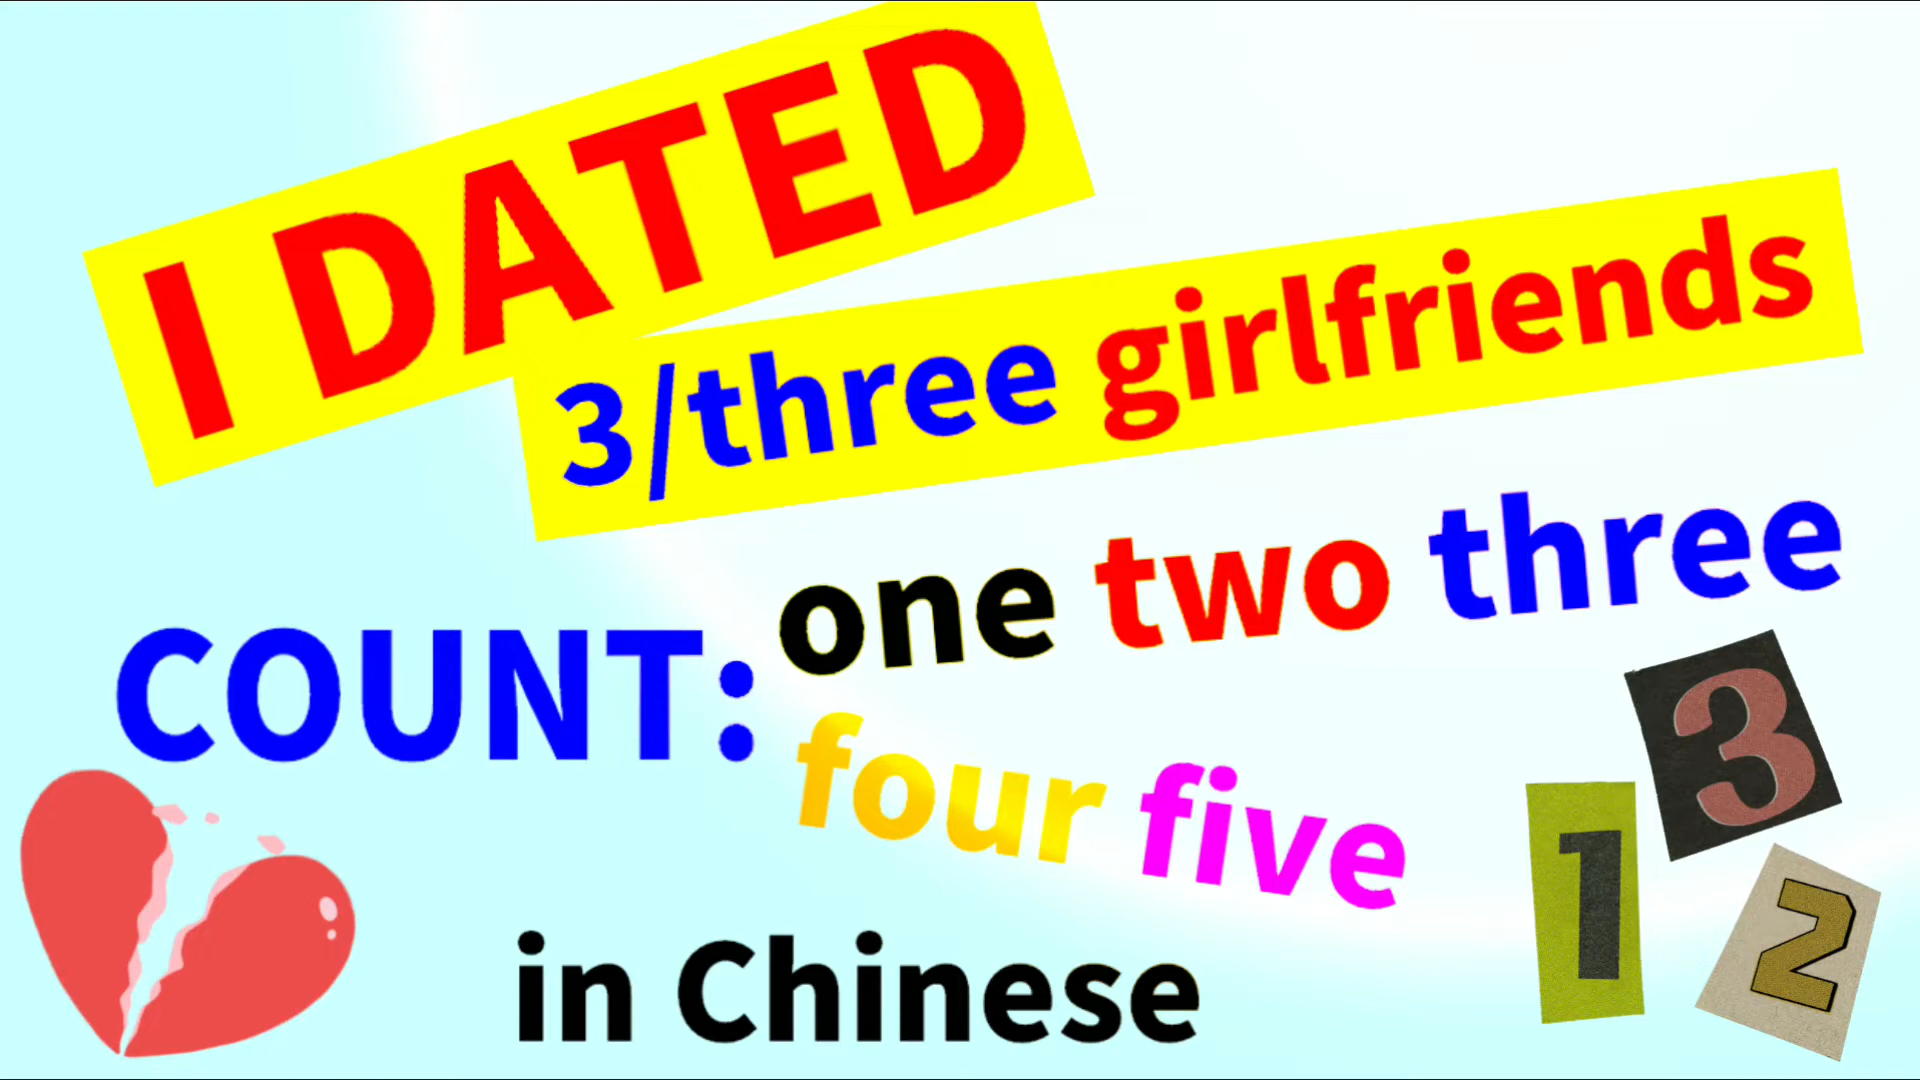 I DATED
3/three girlfriends
COUNT: one two three
four five
in Chinese
3
1
2